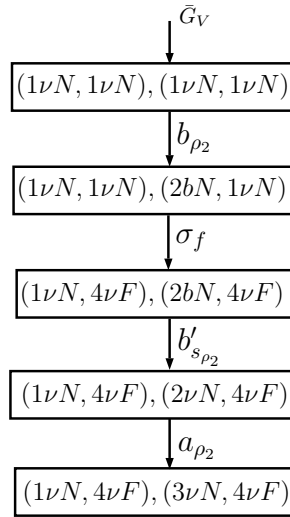 Ḡ_V
(1νN, 1νN), (1νN, 1νN)
b_{ρ_2}
(1νN, 1νN), (2bN, 1νN)
σ_f
(1νN, 4νF), (2bN, 4νF)
b'_{s_{ρ_2}}
(1νN, 4νF), (2νN, 4νF)
a_{ρ_2}
(1νN, 4νF), (3νN, 4νF)